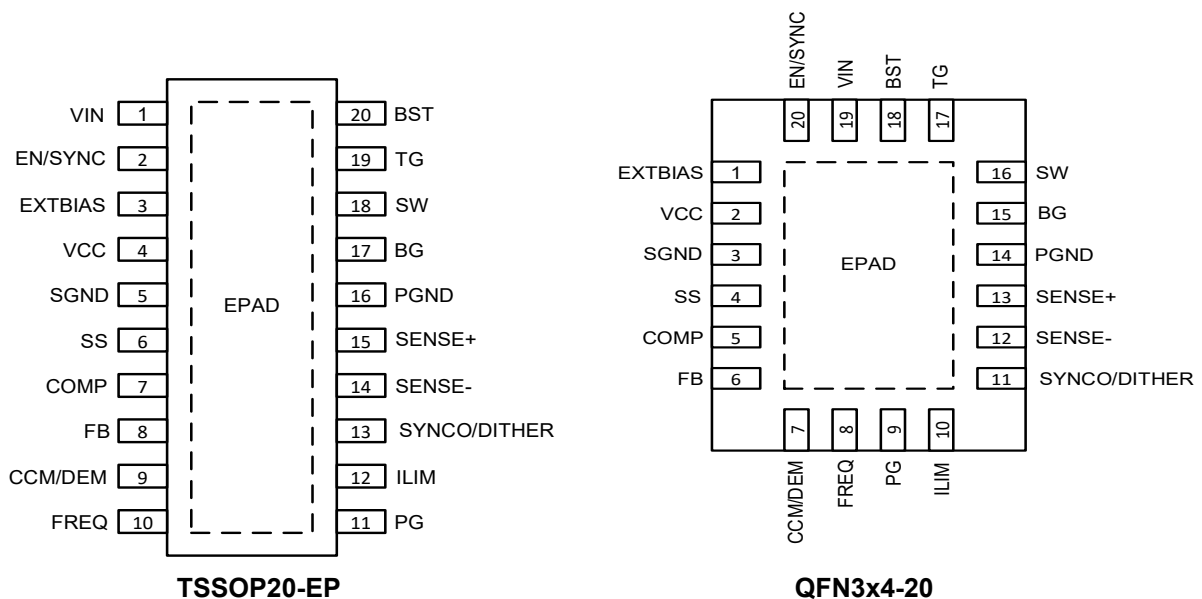 VIN 1
EN/SYNC 2
EXTBIAS 3
VCC 4
SGND 5
SS 6
COMP 7
FB 8
CCM/DEM 9
FREQ 10
EPAD
20 BST
19 TG
18 SW
17 BG
16 PGND
15 SENSE+
14 SENSE-
13 SYNCO/DITHER
12 ILIM
11 PG
TSSOP20-EP
EN/SYNC 20
VIN 19
BST 18
TG 17
EXTBIAS 1
VCC 2
SGND 3
SS 4
COMP 5
FB 6
EPAD
16 SW
15 BG
14 PGND
13 SENSE+
12 SENSE-
11 SYNCO/DITHER
7 CCM/DEM
8 FREQ
9 PG
10 ILIM
QFN3x4-20